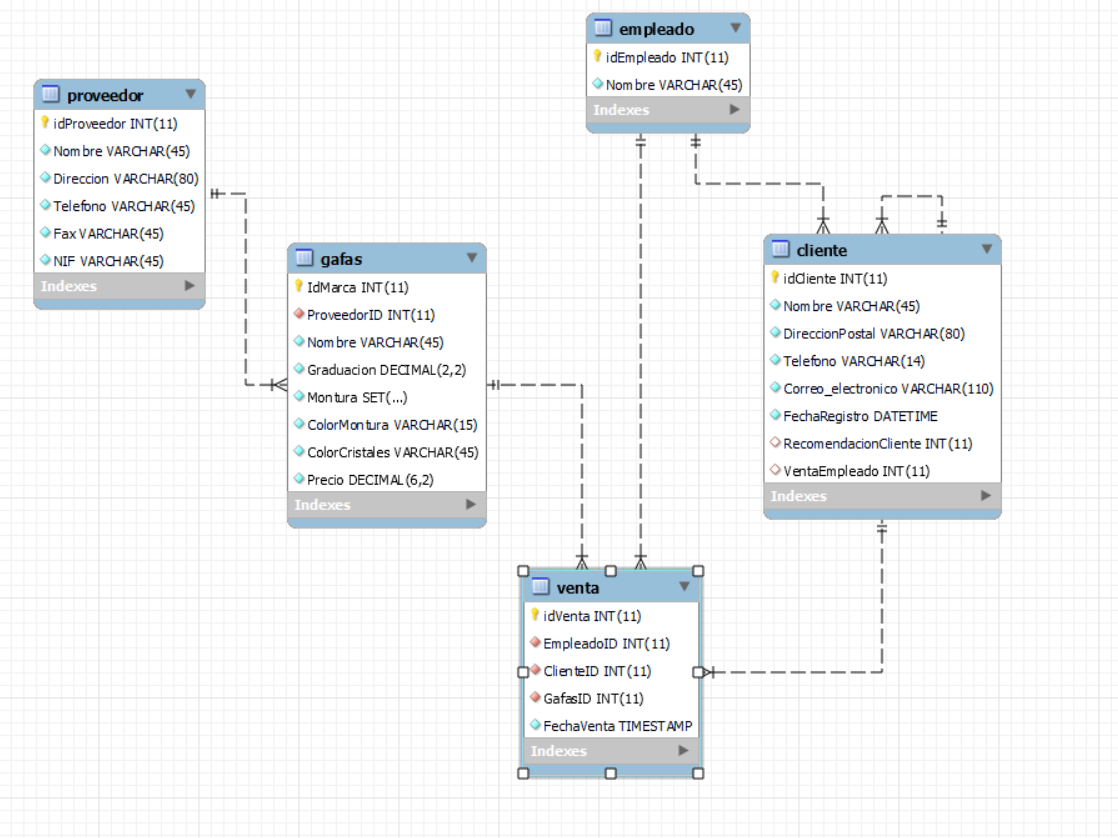 empleado
idEmpleado INT(11)
Nombre VARCHAR(45)
Indexes
proveedor
idProveedor INT(11)
Nombre VARCHAR(45)
Direccion VARCHAR(80)
Telefono VARCHAR(45)
Fax VARCHAR(45)
NIF VARCHAR(45)
Indexes
gafas
IdMarca INT(11)
ProveedorID INT(11)
Nombre VARCHAR(45)
Graduacion DECIMAL(2,2)
Montura SET(...)
ColorMontura VARCHAR(15)
ColorCristales VARCHAR(45)
Precio DECIMAL(6,2)
Indexes
cliente
idCliente INT(11)
Nombre VARCHAR(45)
DireccionPostal VARCHAR(80)
Telefono VARCHAR(14)
Correo_electronico VARCHAR(110)
FechaRegistro DATETIME
RecomendacionCliente INT(11)
VentaEmpleado INT(11)
Indexes
venta
idVenta INT(11)
EmpleadoID INT(11)
ClienteID INT(11)
GafasID INT(11)
FechaVenta TIMESTAMP
Indexes